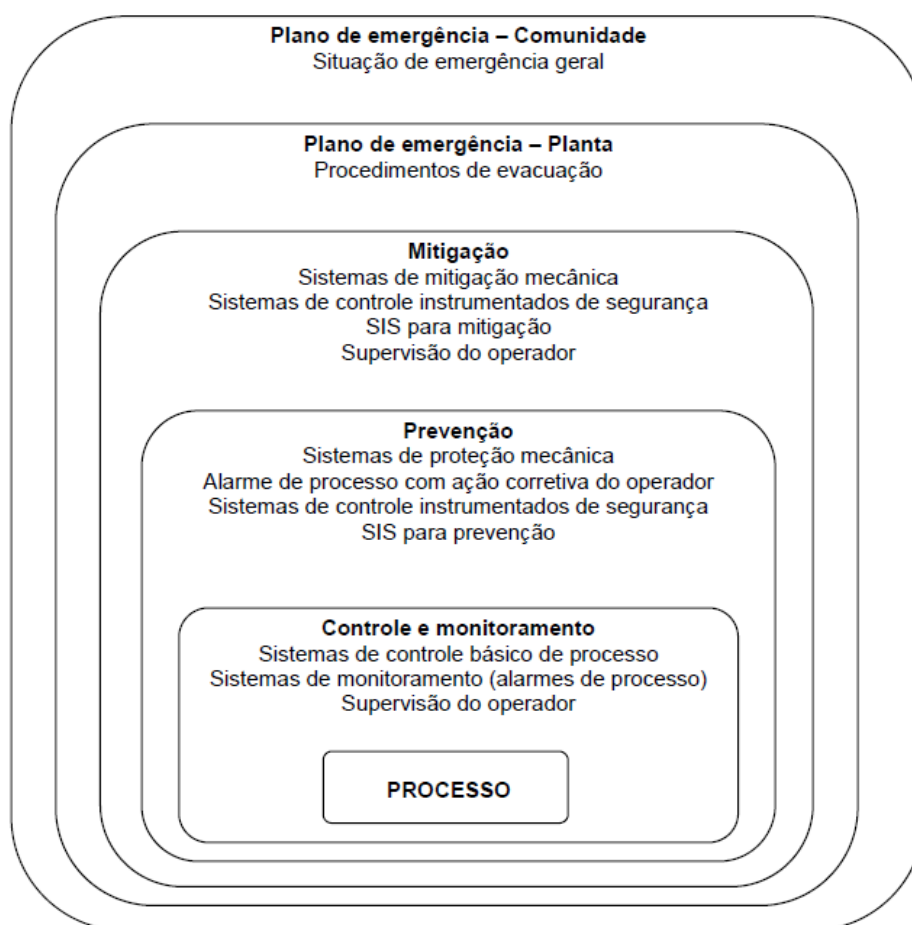 Plano de emergência – Comunidade
Situação de emergência geral
Plano de emergência – Planta
Procedimentos de evacuação
Mitigação
Sistemas de mitigação mecânica
Sistemas de controle instrumentados de segurança
SIS para mitigação
Supervisão do operador
Prevenção
Sistemas de proteção mecânica
Alarme de processo com ação corretiva do operador
Sistemas de controle instrumentados de segurança
SIS para prevenção
Controle e monitoramento
Sistemas de controle básico de processo
Sistemas de monitoramento (alarmes de processo)
Supervisão do operador
PROCESSO